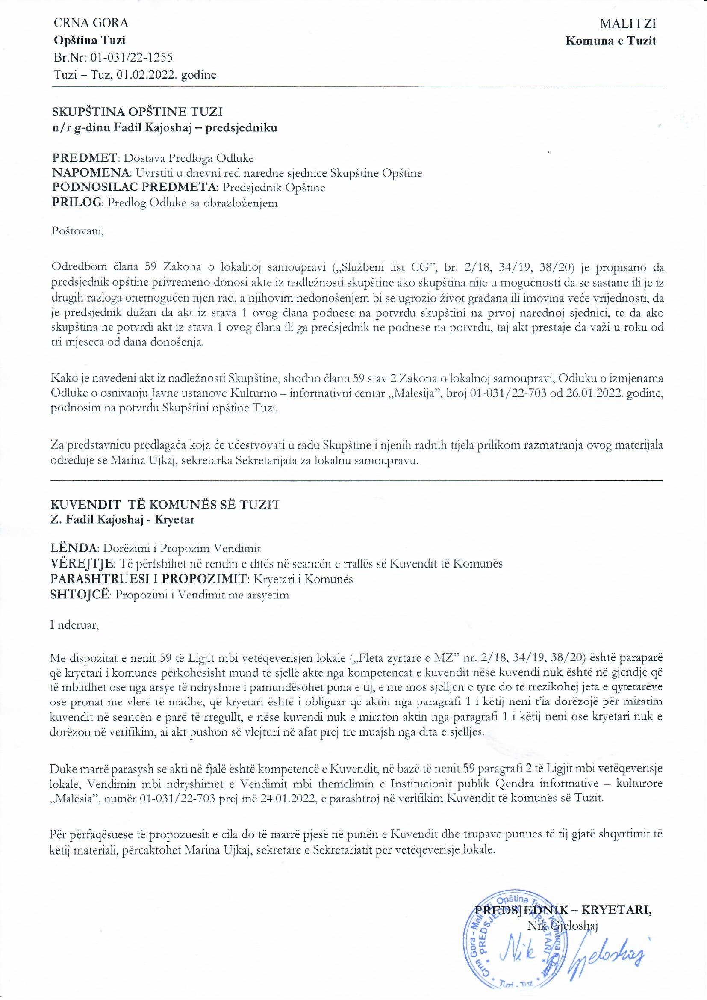 CRNA GORA
MALI I ZI
Opština Tuzi
Komuna e Tuzit
Br.Nr: 01-031/22-1255
Tuzi – Tuz, 01.02.2022. godine
SKUPŠTINA OPŠTINE TUZI
n/r g-dinu Fadil Kajoshaj – predsjedniku
PREDMET: Dostava Predloga Odluke
NAPOMENA: Uvrstiti u dnevni red naredne sjednice Skupštine Opštine
PODNOSILAC PREDMETA: Predsjednik Opštine
PRILOG: Predlog Odluke sa obrazloženjem
Poštovani,
Odredbom člana 59 Zakona o lokalnoj samoupravi („Službeni list CG”, br. 2/18, 34/19, 38/20) je propisano da
predsjednik opštine privremeno donosi akte iz nadležnosti skupštine ako skupština nije u mogućnosti da se sastane ili je iz
drugih razloga onemogućen njen rad, a njihovim nedonošenjem bi se ugrozio život građana ili imovina veće vrijednosti, da
je predsjednik dužan da akt iz stava 1 ovog člana podnese na potvrdu skupštini na prvoj narednoj sjednici, te da ako
skupština ne potvrdi akt iz stava 1 ovog člana ili ga predsjednik ne podnese na potvrdu, taj akt prestaje da važi u roku od
tri mjeseca od dana donošenja.
Kako je navedeni akt iz nadležnosti Skupštine, shodno članu 59 stav 2 Zakona o lokalnoj samoupravi, Odluku o izmjenama
Odluke o osnivanju Javne ustanove Kulturno – informativni centar „Malesija”, broj 01-031/22-703 od 26.01.2022. godine,
podnosim na potvrdu Skupštini opštine Tuzi.
Za predstavnicu predlagača koja će učestvovati u radu Skupštine i njenih radnih tijela prilikom razmatranja ovog materijala
određuje se Marina Ujkaj, sekretarka Sekretarijata za lokalnu samoupravu.
KUVENDIT TË KOMUNËS SË TUZIT
Z. Fadil Kajoshaj - Kryetar
LËNDA: Dorëzimi i Propozim Vendimit
VËREJTJE: Të përfshihet në rendin e ditës në seancën e rrallës së Kuvendit të Komunës
PARASHTRUESI I PROPOZIMIT: Kryetari i Komunës
SHTOJCË: Propozimi i Vendimit me arsyetim
I nderuar,
Me dispozitat e nenit 59 të Ligjit mbi vetëqeverisjen lokale („Fleta zyrtare e MZ” nr. 2/18, 34/19, 38/20) është paraparë
që kryetari i komunës përkohësisht mund të sjellë akte nga kompetencat e kuvendit nëse kuvendi nuk është në gjendje që
të mblidhet ose nga arsye të ndryshme i pamundësohet puna e tij, e me mos sjelljen e tyre do të rrezikohej jeta e qytetarëve
ose pronat me vlerë të madhe, që kryetari është i obliguar që aktin nga paragrafi 1 i këtij neni t’ia dorëzojë për miratim
kuvendit në seancën e parë të rregullt, e nëse kuvendi nuk e miraton aktin nga paragrafi 1 i këtij neni ose kryetari nuk e
dorëzon në verifikim, ai akt pushon së vlejturi në afat prej tre muajsh nga dita e sjelljes.
Duke marrë parasysh se akti në fjalë është kompetencë e Kuvendit, në bazë të nenit 59 paragrafi 2 të Ligjit mbi vetëqeverisje
lokale, Vendimin mbi ndryshimet e Vendimit mbi themelimin e Institucionit publik Qendra informative – kulturore
„Malësia”, numër 01-031/22-703 prej më 24.01.2022, e parashtroj në verifikim Kuvendit të komunës së Tuzit.
Për përfaqësuese të propozuesit e cila do të marrë pjesë në punën e Kuvendit dhe trupave punues të tij gjatë shqyrtimit të
këtij materiali, përcaktohet Marina Ujkaj, sekretare e Sekretariatit për vetëqeverisje lokale.
PREDSJEDNIK – KRYETARI,
Nik Gjeloshaj
Crna Gora - Mali i Zi, Opština Tuzi - Komuna e Tuzit
PREDSJEDNIK - KRYETARI
Tuzi - Tuz
Nik Gjeloshaj